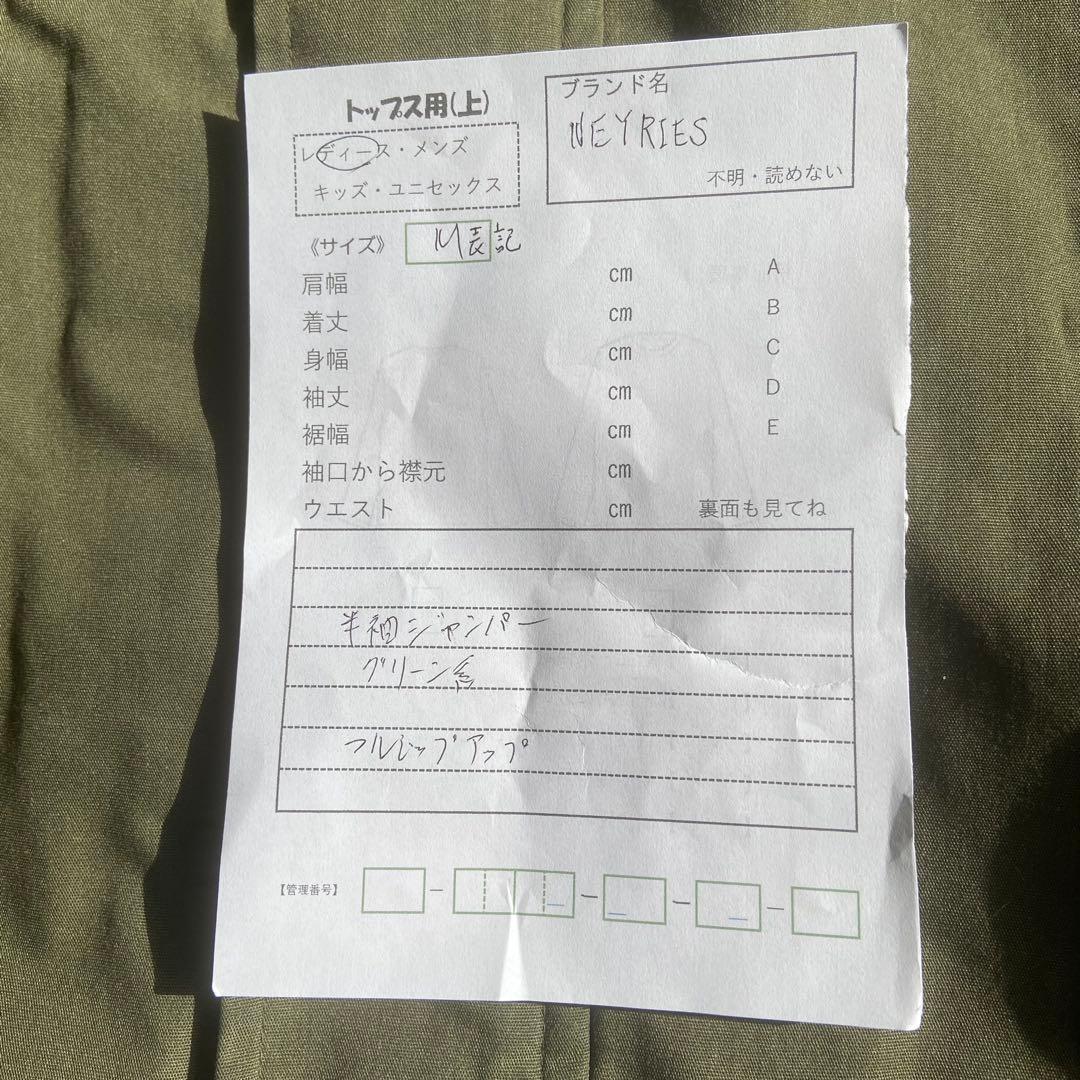 トップス用(上)
レディース・メンズ
キッズ・ユニセックス
ブランド名
NEYRIES
不明・読めない
《サイズ》 M表記
肩幅 cm A
着丈 cm B
身幅 cm C
袖丈 cm D
裾幅 cm E
袖口から襟元 cm
ウエスト cm 裏面も見てね
半袖ジャンパー
グリーン系
フルジップアップ
【管理番号】 － － － －